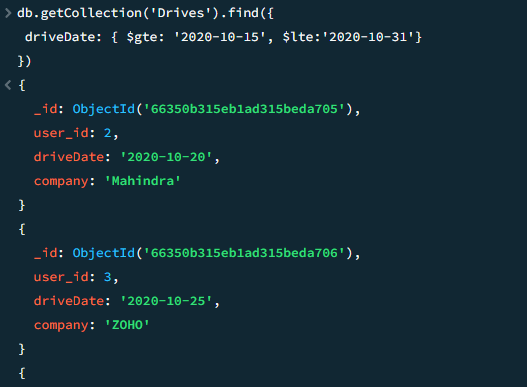 > db.getCollection('Drives').find({
driveDate: { $gte: '2020-10-15', $lte:'2020-10-31'}
})
< {
_id: ObjectId('66350b315eb1ad315beda705'),
user_id: 2,
driveDate: '2020-10-20',
company: 'Mahindra'
}
{
_id: ObjectId('66350b315eb1ad315beda706'),
user_id: 3,
driveDate: '2020-10-25',
company: 'ZOHO'
}
{